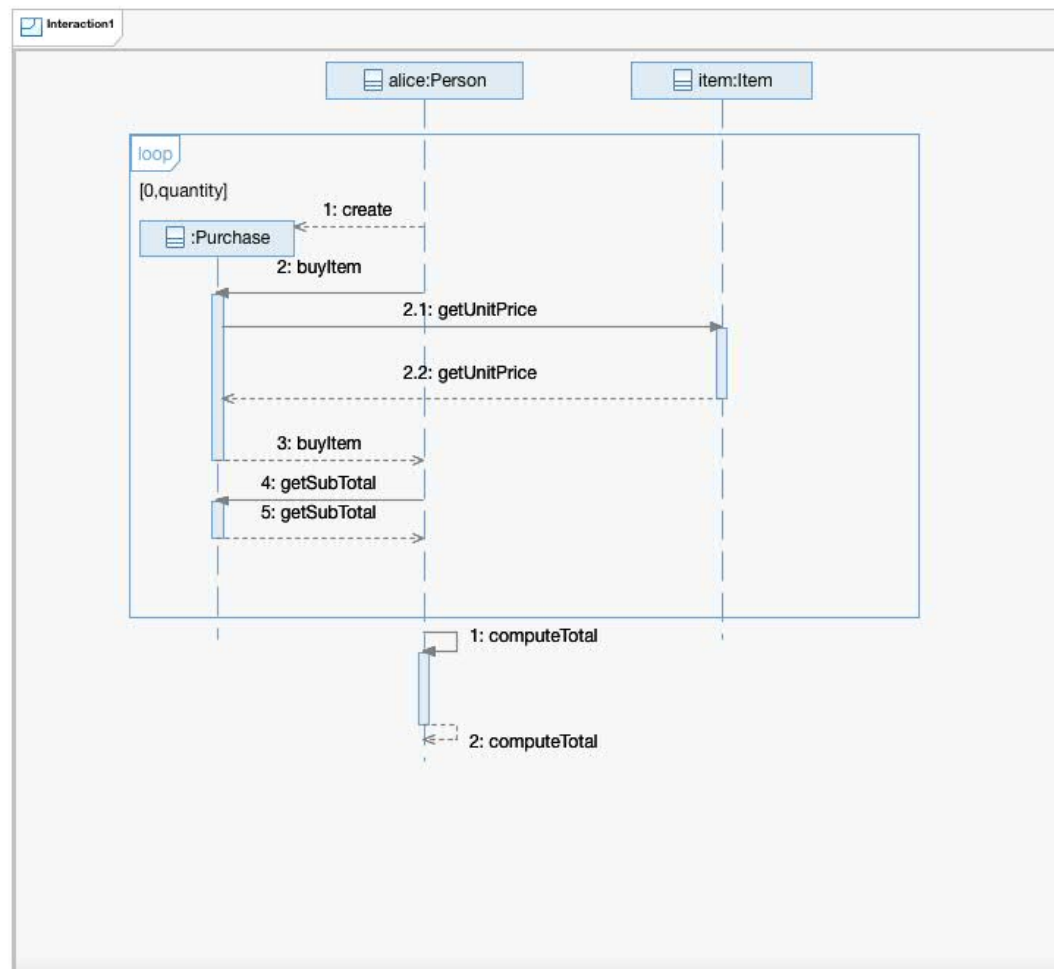 Interaction1
alice:Person
item:Item
loop
[0,quantity]
1: create
:Purchase
2: buyItem
2.1: getUnitPrice
2.2: getUnitPrice
3: buyItem
4: getSubTotal
5: getSubTotal
1: computeTotal
2: computeTotal